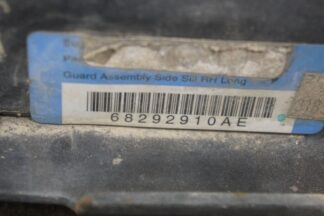 Guard Assembly Side Sill RH Long
68292910AE